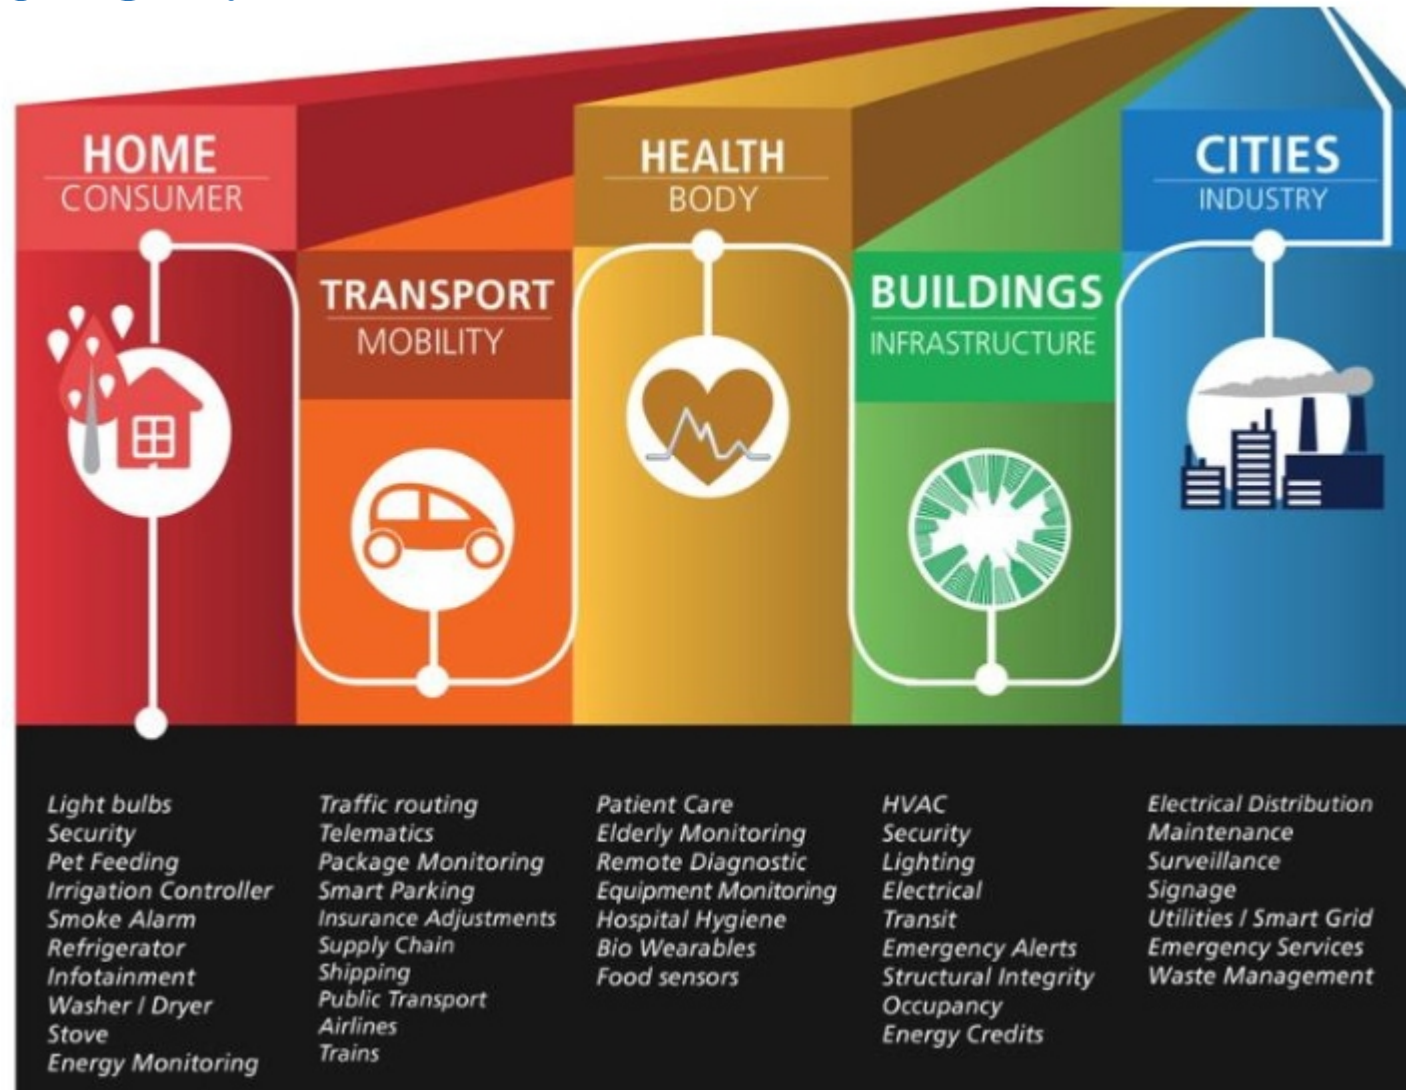 HOME
CONSUMER
TRANSPORT
MOBILITY
HEALTH
BODY
BUILDINGS
INFRASTRUCTURE
CITIES
INDUSTRY
Light bulbs
Security
Pet Feeding
Irrigation Controller
Smoke Alarm
Refrigerator
Infotainment
Washer / Dryer
Stove
Energy Monitoring
Traffic routing
Telematics
Package Monitoring
Smart Parking
Insurance Adjustments
Supply Chain
Shipping
Public Transport
Airlines
Trains
Patient Care
Elderly Monitoring
Remote Diagnostic
Equipment Monitoring
Hospital Hygiene
Bio Wearables
Food sensors
HVAC
Security
Lighting
Electrical
Transit
Emergency Alerts
Structural Integrity
Occupancy
Energy Credits
Electrical Distribution
Maintenance
Surveillance
Signage
Utilities / Smart Grid
Emergency Services
Waste Management